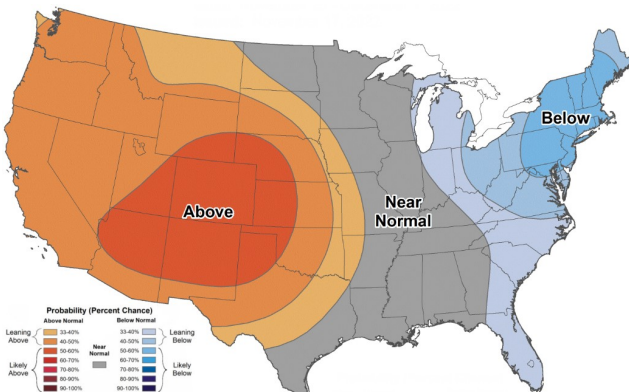 Below
Above
Near
Normal
Probability (Percent Chance)
Above Normal
Below Normal
Leaning
Above
33-40%
40-50%
Likely
Above
50-60%
60-70%
70-80%
80-90%
90-100%
Near
Normal
33-40%
40-50%
Leaning
Below
50-60%
60-70%
70-80%
80-90%
90-100%
Likely
Below